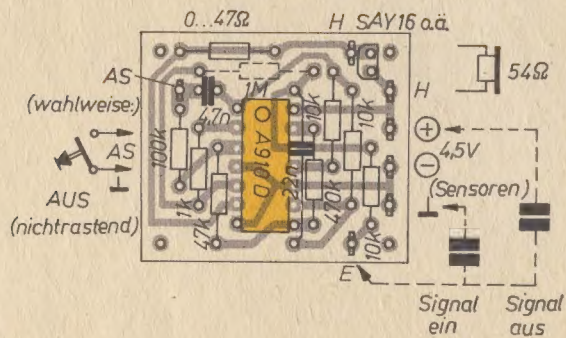 0...47Ω
H SAY16 o.ä.
AS
1M
H
54Ω
(wahlweise:)
4,7n
10k
10k
100k
A910D
+
4,5V
AS
22n
−
AUS
(Sensoren)
(nichtrastend)
1k
47k
470k
10k
E
Signal ein
Signal aus